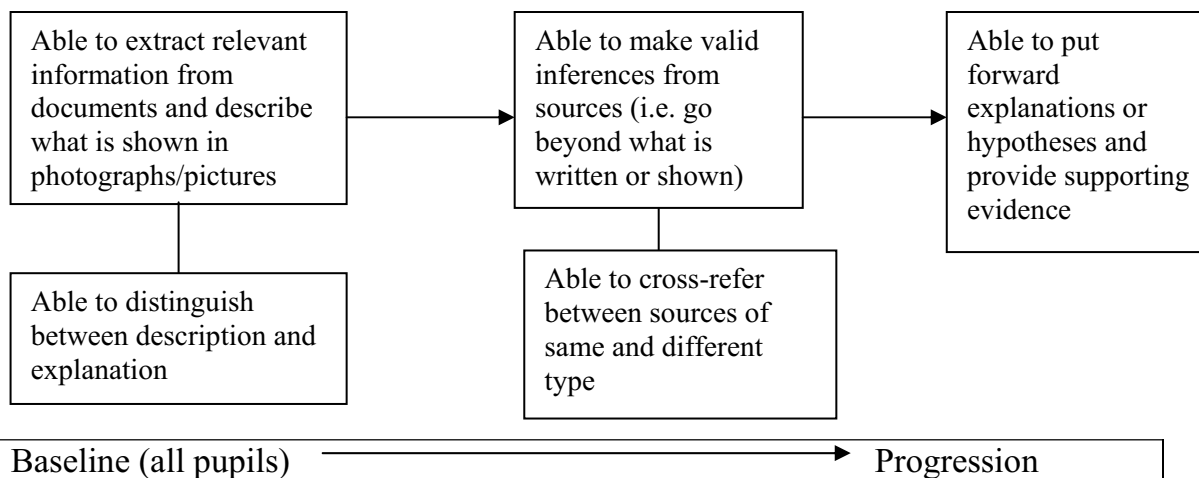 Able to extract relevant
information from
documents and describe
what is shown in
photographs/pictures
Able to distinguish
between description and
explanation
Able to make valid
inferences from
sources (i.e. go
beyond what is
written or shown)
Able to cross-refer
between sources of
same and different
type
Able to put
forward
explanations or
hypotheses and
provide supporting
evidence
Baseline (all pupils) Progression